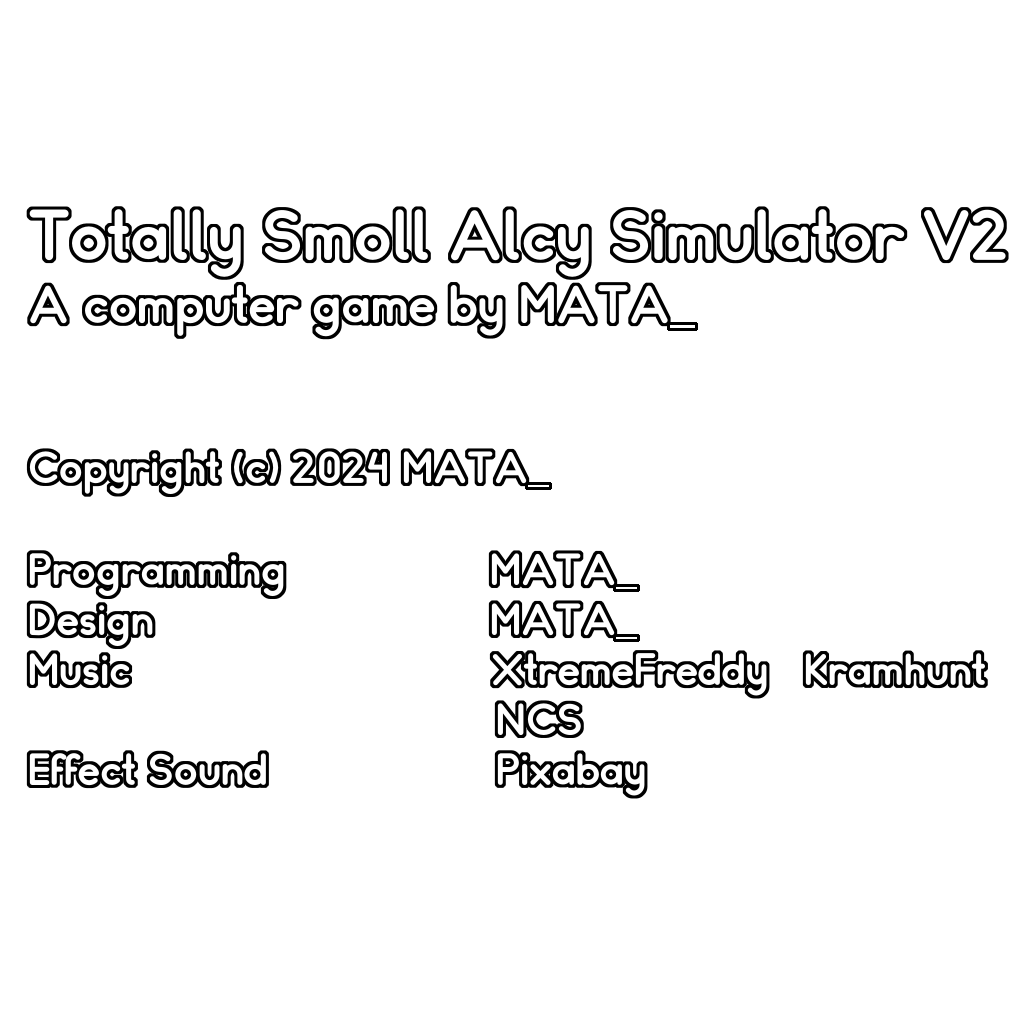 Totally Smoll Alcy Simulator V2
A computer game by MATA_
Copyright (c) 2024 MATA_
Programming MATA_
Design MATA_
Music XtremeFreddy Kramhunt
NCS
Effect Sound Pixabay